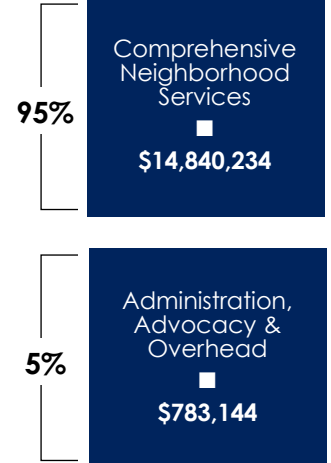 Comprehensive
Neighborhood
Services
95%
$14,840,234
Administration,
Advocacy &
Overhead
5%
$783,144